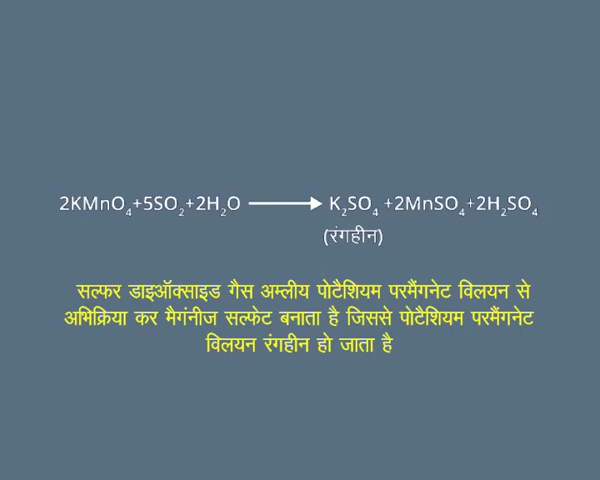 2KMnO₄+5SO₂+2H₂O ⟶ K₂SO₄ +2MnSO₄+2H₂SO₄
(रंगहीन)
सल्फर डाइऑक्साइड गैस अम्लीय पोटैशियम परमैंगनेट विलयन से
अभिक्रिया कर मैगंनीज सल्फेट बनाता है जिससे पोटैशियम परमैंगनेट
विलयन रंगहीन हो जाता है